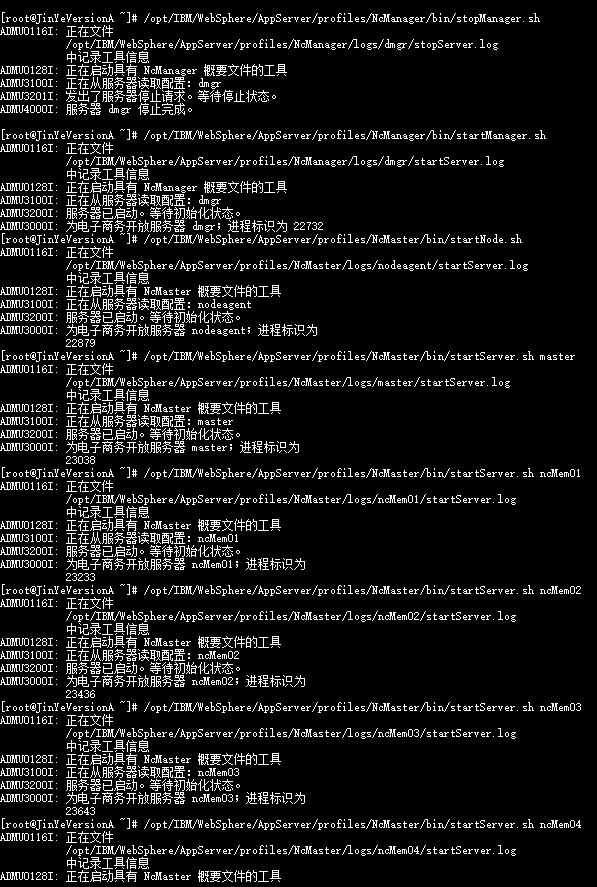 [root@JinYeVersionA ~]# /opt/IBM/WebSphere/AppServer/profiles/NcManager/bin/stopManager.sh
ADMU0116I: 正在文件
/opt/IBM/WebSphere/AppServer/profiles/NcManager/logs/dmgr/stopServer.log
中记录工具信息
ADMU0128I: 正在启动具有 NcManager 概要文件的工具
ADMU3100I: 正在从服务器读取配置: dmgr
ADMU3201I: 发出了服务器停止请求。等待停止状态。
ADMU4000I: 服务器 dmgr 停止完成。
[root@JinYeVersionA ~]# /opt/IBM/WebSphere/AppServer/profiles/NcManager/bin/startManager.sh
ADMU0116I: 正在文件
/opt/IBM/WebSphere/AppServer/profiles/NcManager/logs/dmgr/startServer.log
中记录工具信息
ADMU0128I: 正在启动具有 NcManager 概要文件的工具
ADMU3100I: 正在从服务器读取配置: dmgr
ADMU3200I: 服务器已启动。等待初始化状态。
ADMU3000I: 为电子商务开放服务器 dmgr；进程标识为 22732
[root@JinYeVersionA ~]# /opt/IBM/WebSphere/AppServer/profiles/NcMaster/bin/startNode.sh
ADMU0116I: 正在文件
/opt/IBM/WebSphere/AppServer/profiles/NcMaster/logs/nodeagent/startServer.log
中记录工具信息
ADMU0128I: 正在启动具有 NcMaster 概要文件的工具
ADMU3100I: 正在从服务器读取配置: nodeagent
ADMU3200I: 服务器已启动。等待初始化状态。
ADMU3000I: 为电子商务开放服务器 nodeagent；进程标识为
22879
[root@JinYeVersionA ~]# /opt/IBM/WebSphere/AppServer/profiles/NcMaster/bin/startServer.sh master
ADMU0116I: 正在文件
/opt/IBM/WebSphere/AppServer/profiles/NcMaster/logs/master/startServer.log
中记录工具信息
ADMU0128I: 正在启动具有 NcMaster 概要文件的工具
ADMU3100I: 正在从服务器读取配置: master
ADMU3200I: 服务器已启动。等待初始化状态。
ADMU3000I: 为电子商务开放服务器 master；进程标识为
23038
[root@JinYeVersionA ~]# /opt/IBM/WebSphere/AppServer/profiles/NcMaster/bin/startServer.sh ncMem01
ADMU0116I: 正在文件
/opt/IBM/WebSphere/AppServer/profiles/NcMaster/logs/ncMem01/startServer.log
中记录工具信息
ADMU0128I: 正在启动具有 NcMaster 概要文件的工具
ADMU3100I: 正在从服务器读取配置: ncMem01
ADMU3200I: 服务器已启动。等待初始化状态。
ADMU3000I: 为电子商务开放服务器 ncMem01；进程标识为
23233
[root@JinYeVersionA ~]# /opt/IBM/WebSphere/AppServer/profiles/NcMaster/bin/startServer.sh ncMem02
ADMU0116I: 正在文件
/opt/IBM/WebSphere/AppServer/profiles/NcMaster/logs/ncMem02/startServer.log
中记录工具信息
ADMU0128I: 正在启动具有 NcMaster 概要文件的工具
ADMU3100I: 正在从服务器读取配置: ncMem02
ADMU3200I: 服务器已启动。等待初始化状态。
ADMU3000I: 为电子商务开放服务器 ncMem02；进程标识为
23436
[root@JinYeVersionA ~]# /opt/IBM/WebSphere/AppServer/profiles/NcMaster/bin/startServer.sh ncMem03
ADMU0116I: 正在文件
/opt/IBM/WebSphere/AppServer/profiles/NcMaster/logs/ncMem03/startServer.log
中记录工具信息
ADMU0128I: 正在启动具有 NcMaster 概要文件的工具
ADMU3100I: 正在从服务器读取配置: ncMem03
ADMU3200I: 服务器已启动。等待初始化状态。
ADMU3000I: 为电子商务开放服务器 ncMem03；进程标识为
23643
[root@JinYeVersionA ~]# /opt/IBM/WebSphere/AppServer/profiles/NcMaster/bin/startServer.sh ncMem04
ADMU0116I: 正在文件
/opt/IBM/WebSphere/AppServer/profiles/NcMaster/logs/ncMem04/startServer.log
中记录工具信息
ADMU0128I: 正在启动具有 NcMaster 概要文件的工具